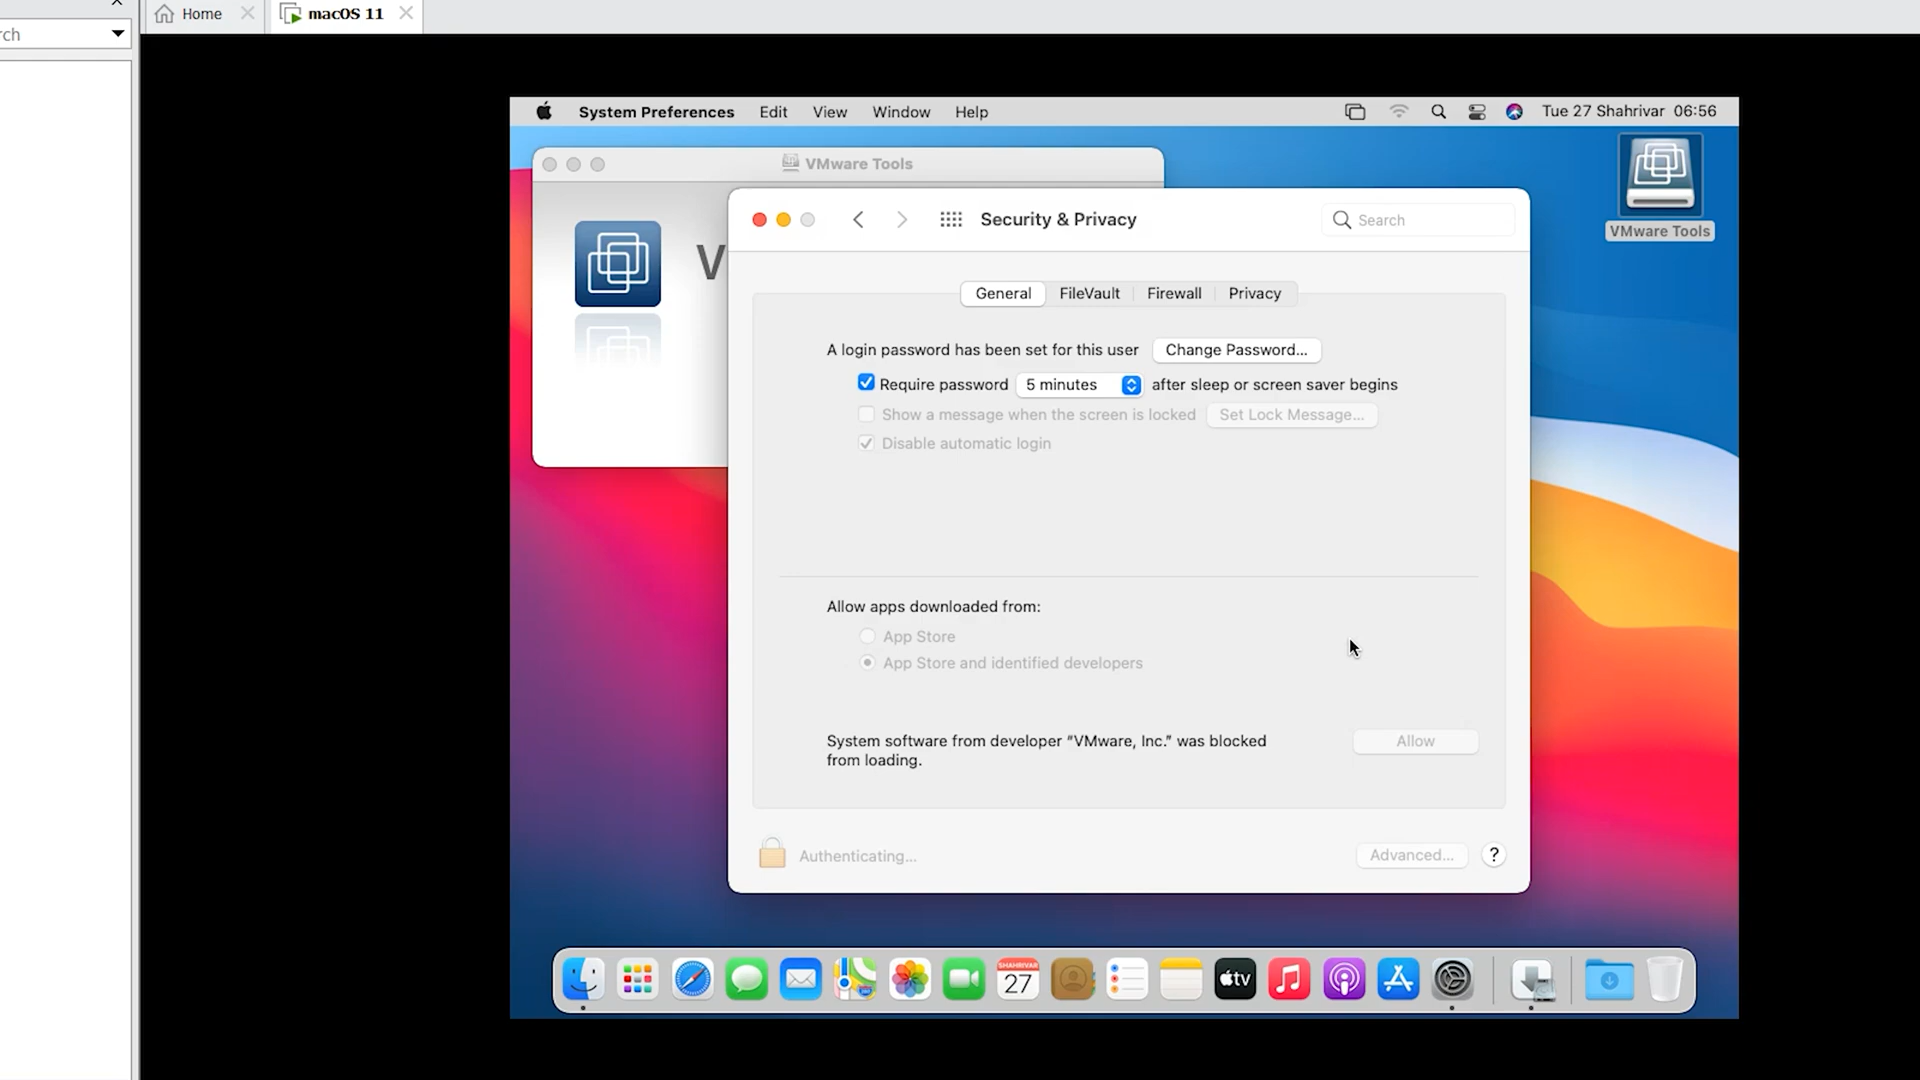 Home
macOS 11
rch
System Preferences Edit View Window Help
Tue 27 Shahrivar 06:56
VMware Tools
V
VMware Tools
Security & Privacy
Search
General FileVault Firewall Privacy
A login password has been set for this user Change Password...
Require password 5 minutes after sleep or screen saver begins
Show a message when the screen is locked Set Lock Message...
Disable automatic login
Allow apps downloaded from:
App Store
App Store and identified developers
System software from developer “VMware, Inc.” was blocked
from loading.
Allow
Authenticating...
Advanced... ?
SHAHRIVAR
27
tv